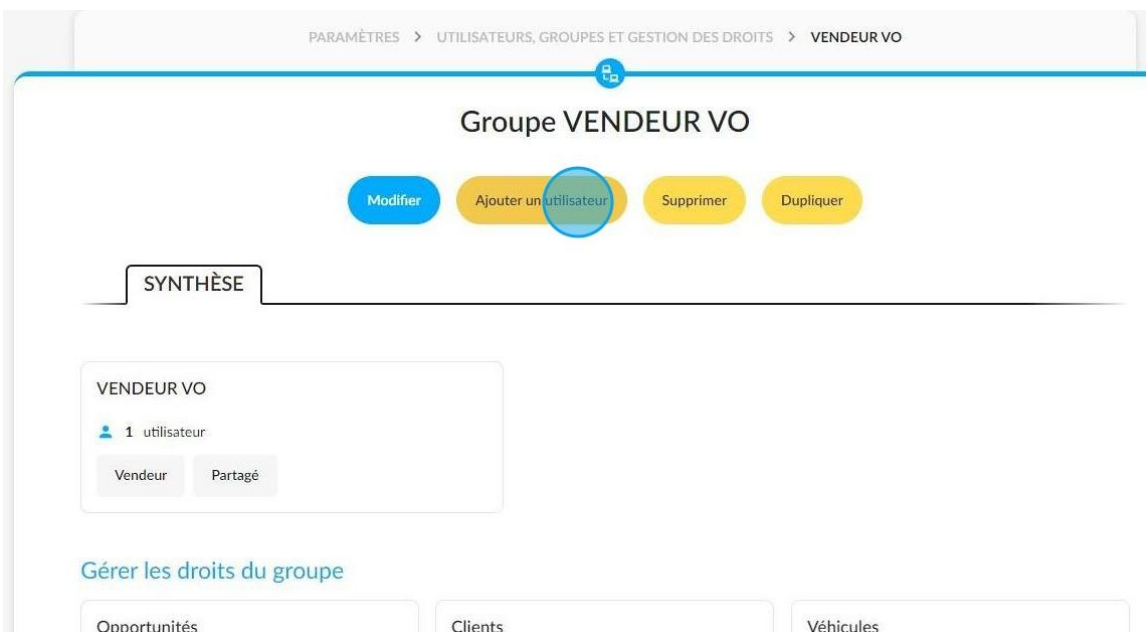 PARAMÈTRES > UTILISATEURS, GROUPES ET GESTION DES DROITS > VENDEUR VO
Groupe VENDEUR VO
Modifier Ajouter un utilisateur Supprimer Dupliquer
SYNTHÈSE
VENDEUR VO
1 utilisateur
Vendeur Partagé
Gérer les droits du groupe
Opportunités Clients Véhicules